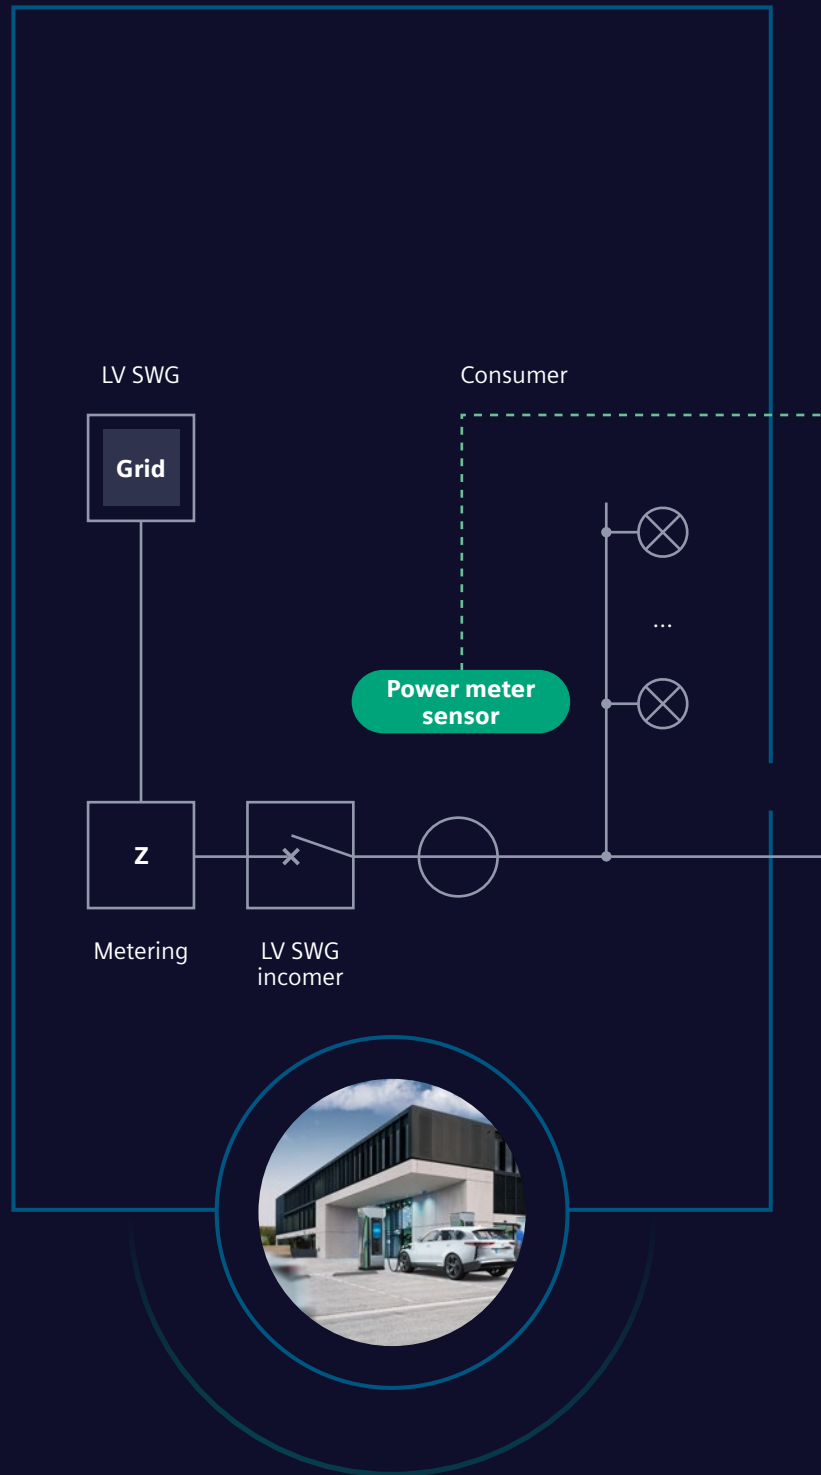 LV SWG
Consumer
Grid
...
Power meter
sensor
Z
Metering
LV SWG
incomer